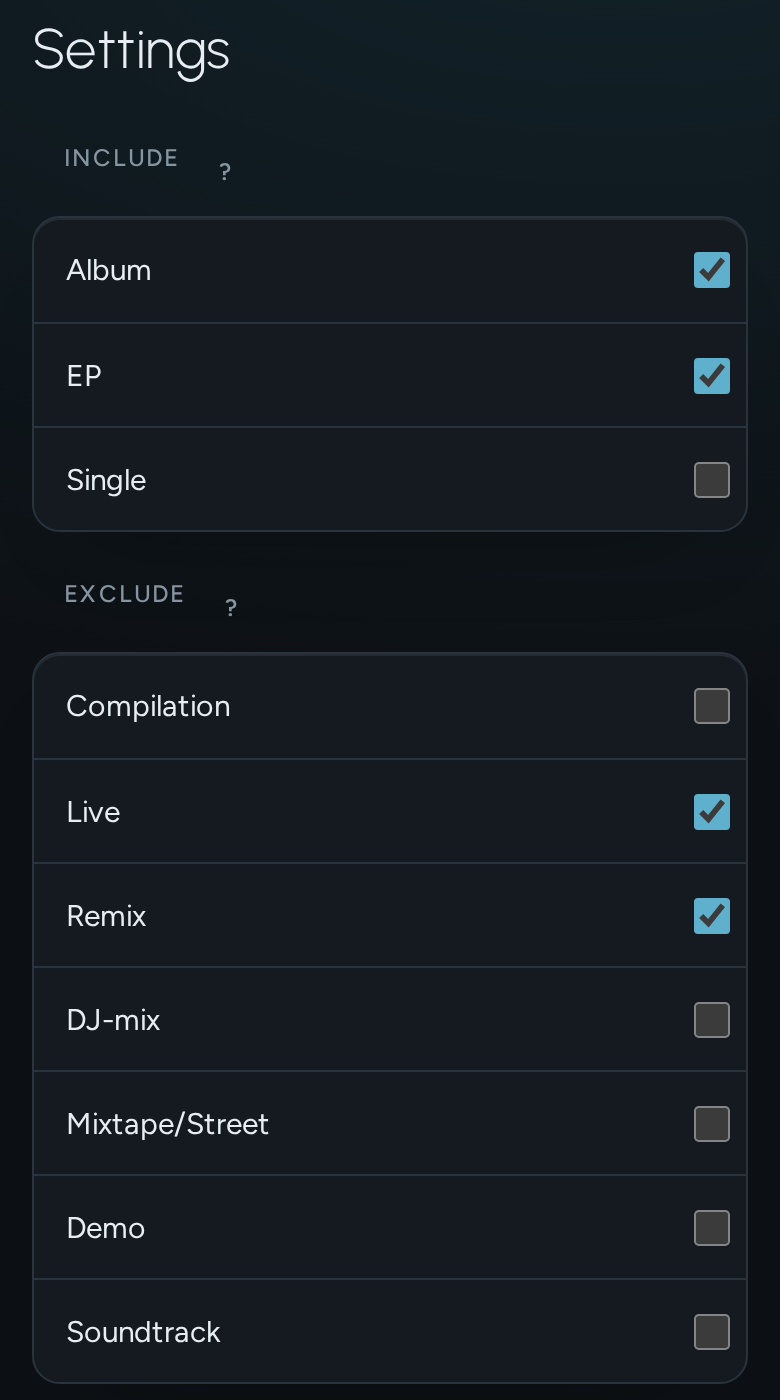 Settings
INCLUDE ?
Album
EP
Single
EXCLUDE ?
Compilation
Live
Remix
DJ-mix
Mixtape/Street
Demo
Soundtrack